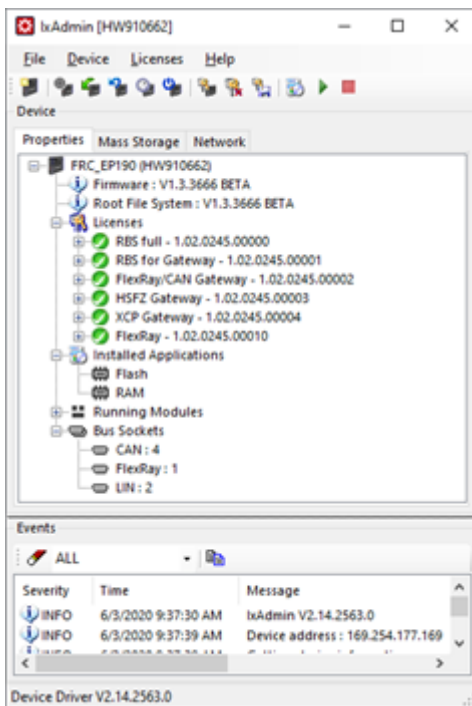 IxAdmin [HW910662]
File Device Licenses Help
Device
Properties Mass Storage Network
FRC_EP190 (HW910662)
Firmware : V1.3.3666 BETA
Root File System : V1.3.3666 BETA
Licenses
RBS full - 1.02.0245.00000
RBS for Gateway - 1.02.0245.00001
FlexRay/CAN Gateway - 1.02.0245.00002
HSFZ Gateway - 1.02.0245.00003
XCP Gateway - 1.02.0245.00004
FlexRay - 1.02.0245.00010
Installed Applications
Flash
RAM
Running Modules
Bus Sockets
CAN : 4
FlexRay : 1
LIN : 2
Events
ALL
Severity Time Message
INFO 6/3/2020 9:37:30 AM IxAdmin V2.14.2563.0
INFO 6/3/2020 9:37:39 AM Device address : 169.254.177.169
Device Driver V2.14.2563.0